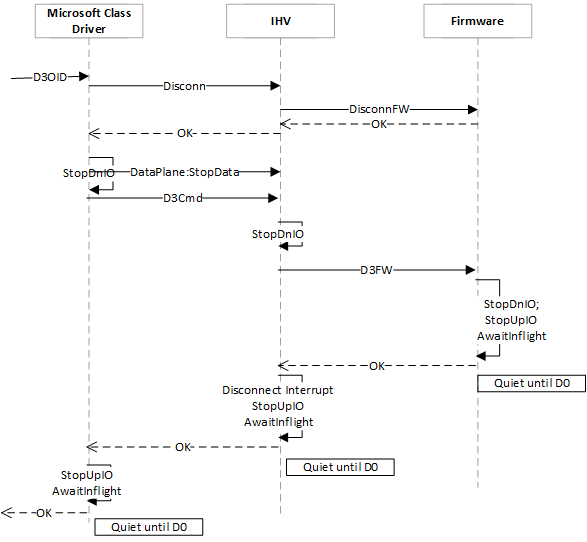 Microsoft Class
Driver
IHV
Firmware
D3OID
Disconn
DisconnFW
OK
OK
StopDnIO
DataPlane:StopData
D3Cmd
StopDnIO
D3FW
StopDnIO;
StopUpIO
AwaitInflight
OK
Quiet until D0
Disconnect Interrupt
StopUpIO
AwaitInflight
OK
Quiet until D0
StopUpIO
AwaitInflight
OK
Quiet until D0